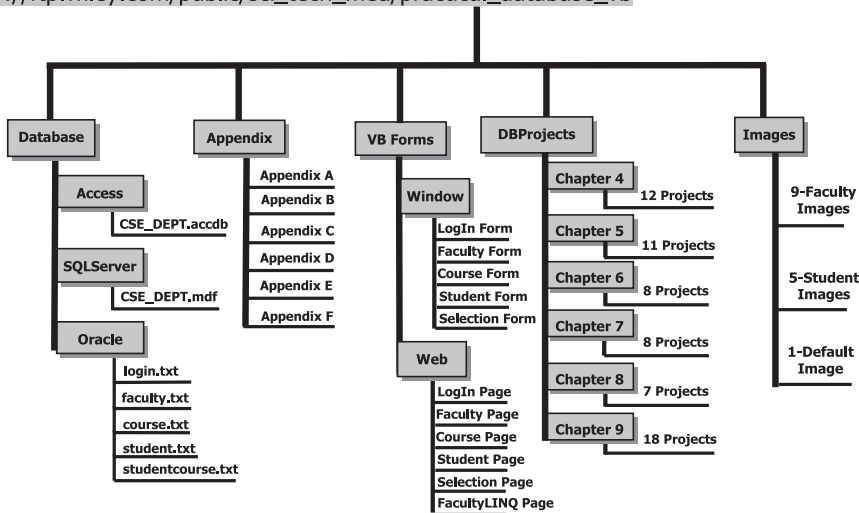 Database
Access
CSE_DEPT.accdb
SQLServer
CSE_DEPT.mdf
Oracle
login.txt
faculty.txt
course.txt
student.txt
studentcourse.txt
Appendix
Appendix A
Appendix B
Appendix C
Appendix D
Appendix E
Appendix F
VB Forms
Window
LogIn Form
Faculty Form
Course Form
Student Form
Selection Form
Web
LogIn Page
Faculty Page
Course Page
Student Page
Selection Page
FacultyLINQ Page
DBProjects
Chapter 4
12 Projects
Chapter 5
11 Projects
Chapter 6
8 Projects
Chapter 7
8 Projects
Chapter 8
7 Projects
Chapter 9
18 Projects
Images
9-Faculty
Images
5-Student
Images
1-Default
Image